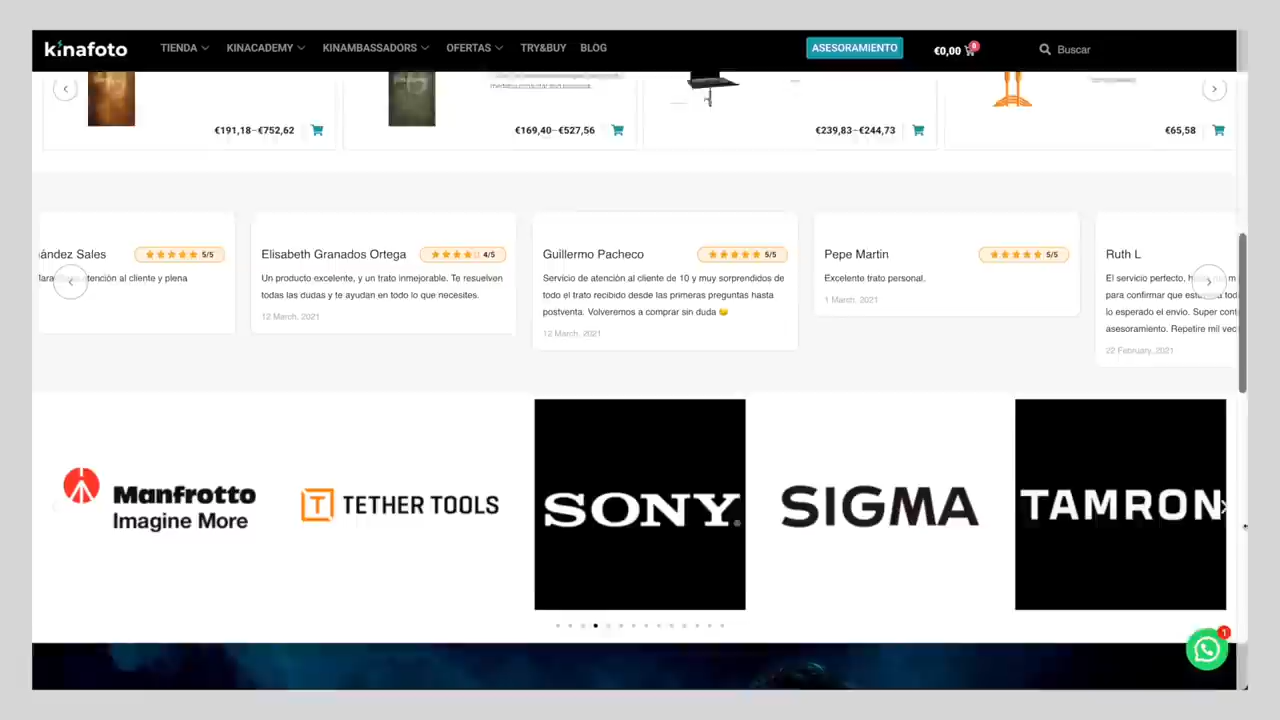 kinafoto
TIENDA
KINACADEMY
KINAMBASSADORS
OFERTAS
TRY&BUY
BLOG
ASESORAMIENTO
€0,00
0
Buscar
€191,18–€752,62
€169,40–€527,56
€239,83–€244,73
€65,58
ández Sales
5/5
atención al cliente y plena
Elisabeth Granados Ortega
4/5
Un producto excelente, y un trato inmejorable. Te resuelven
todas las dudas y te ayudan en todo lo que necesites.
12 March, 2021
Guillermo Pacheco
5/5
Servicio de atención al cliente de 10 y muy sorprendidos de
todo el trato recibido desde las primeras preguntas hasta
postventa. Volveremos a comprar sin duda 😄
12 March, 2021
Pepe Martin
5/5
Excelente trato personal.
1 March, 2021
Ruth L
El servicio perfecto,
para confirmar que
lo esperado el envio. Super
asesoramiento. Repetire mil
22 February, 2021
Manfrotto
Imagine More
TETHER TOOLS
SONY
SIGMA
TAMRON
1